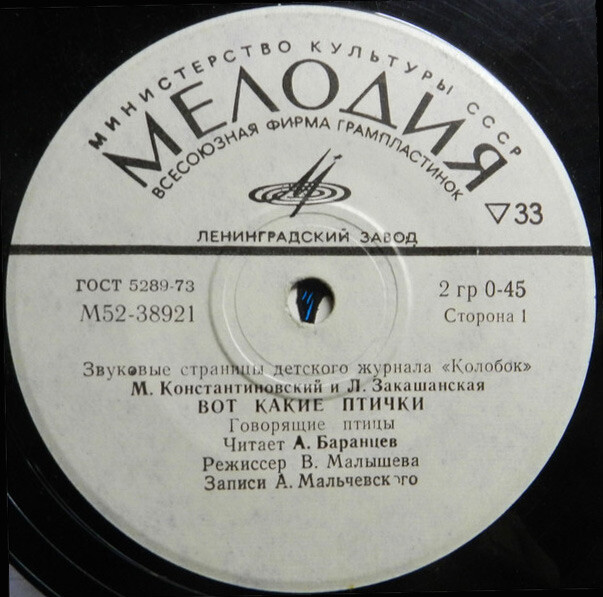 МИНИСТЕРСТВО КУЛЬТУРЫ СССР
МЕЛОДИЯ
ВСЕСОЮЗНАЯ ФИРМА ГРАМПЛАСТИНОК
▽33
ЛЕНИНГРАДСКИЙ ЗАВОД
ГОСТ 5289-73
2 гр 0-45
М52-38921
Сторона 1
Звуковые страницы детского журнала «Колобок»
М. Константиновский и Л. Закашанская
ВОТ КАКИЕ ПТИЧКИ
Говорящие птицы
Читает А. Баранцев
Режиссер В. Малышева
Записи А. Мальчевского